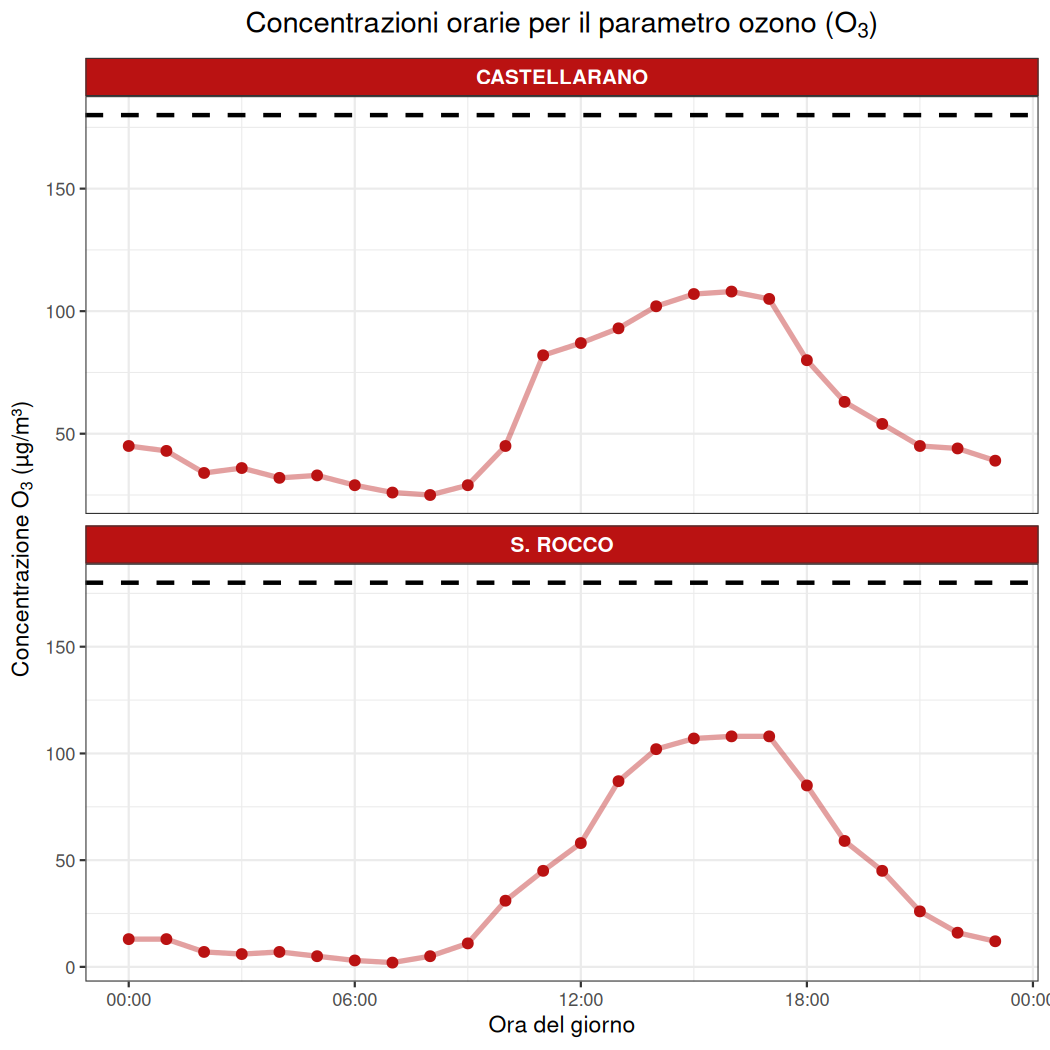 Concentrazioni orarie per il parametro ozono (O₃)
CASTELLARANO
150
100
50
S. ROCCO
150
100
50
0
Concentrazione O₃ (µg/m³)
00:00 06:00 12:00 18:00 00:00
Ora del giorno